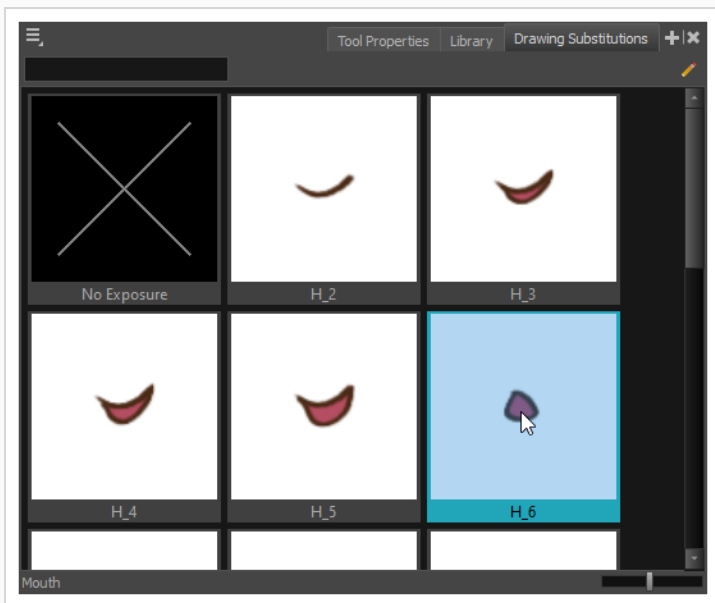 Tool Properties Library Drawing Substitutions
No Exposure H_2 H_3
H_4 H_5 H_6
Mouth